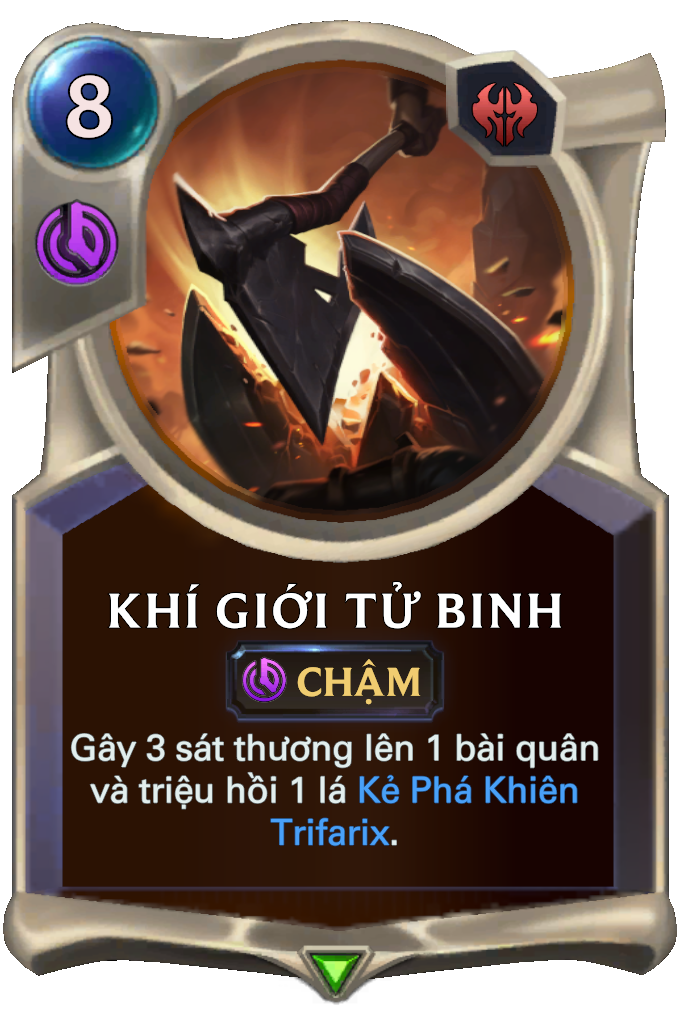 8
KHÍ GIỚI TỬ BINH
CHẬM
Gây 3 sát thương lên 1 bài quân
và triệu hồi 1 lá Kẻ Phá Khiên
Trifarix.